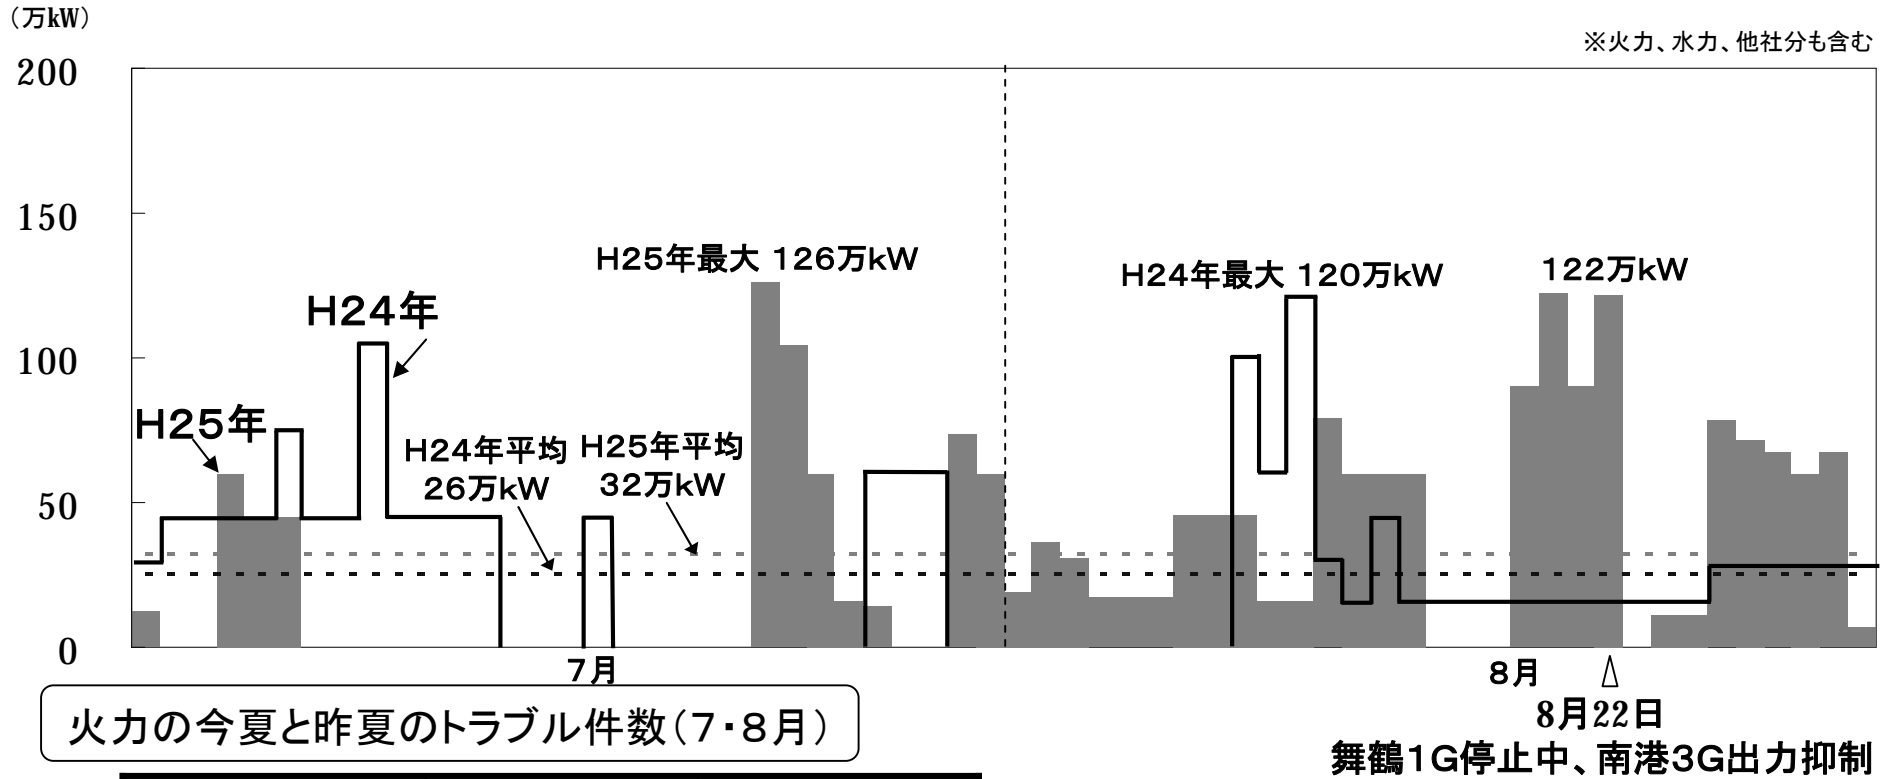 （万kW）
※火力、水力、他社分も含む
200
150
H25年最大 126万kW
H24年最大 120万kW
122万kW
H24年
100
H25年
H24年平均
26万kW
H25年平均
32万kW
50
0
7月
8月
8月22日
舞鶴1G停止中、南港3G出力抑制
火力の今夏と昨夏のトラブル件数（7・8月）